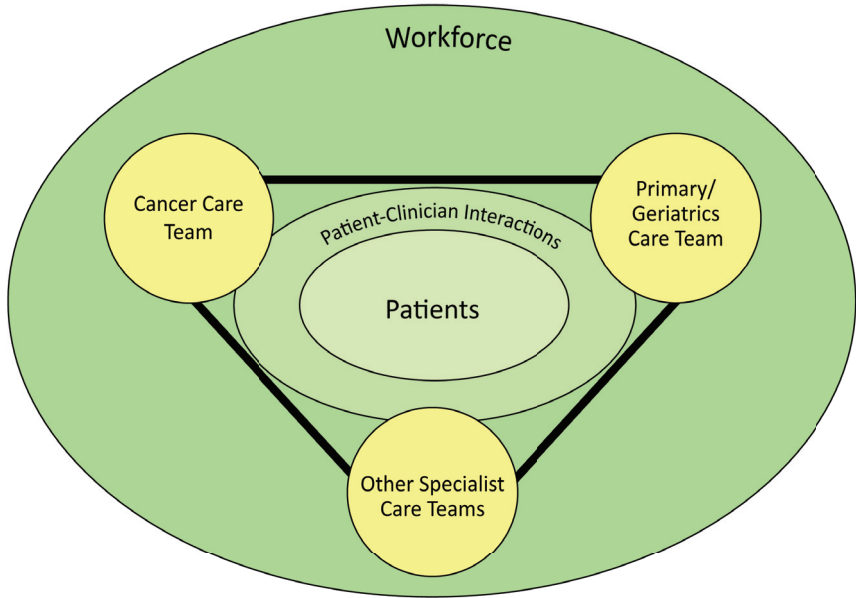 Workforce
Cancer Care
Team
Primary/
Geriatrics
Care Team
Patient-Clinician Interactions
Patients
Other Specialist
Care Teams